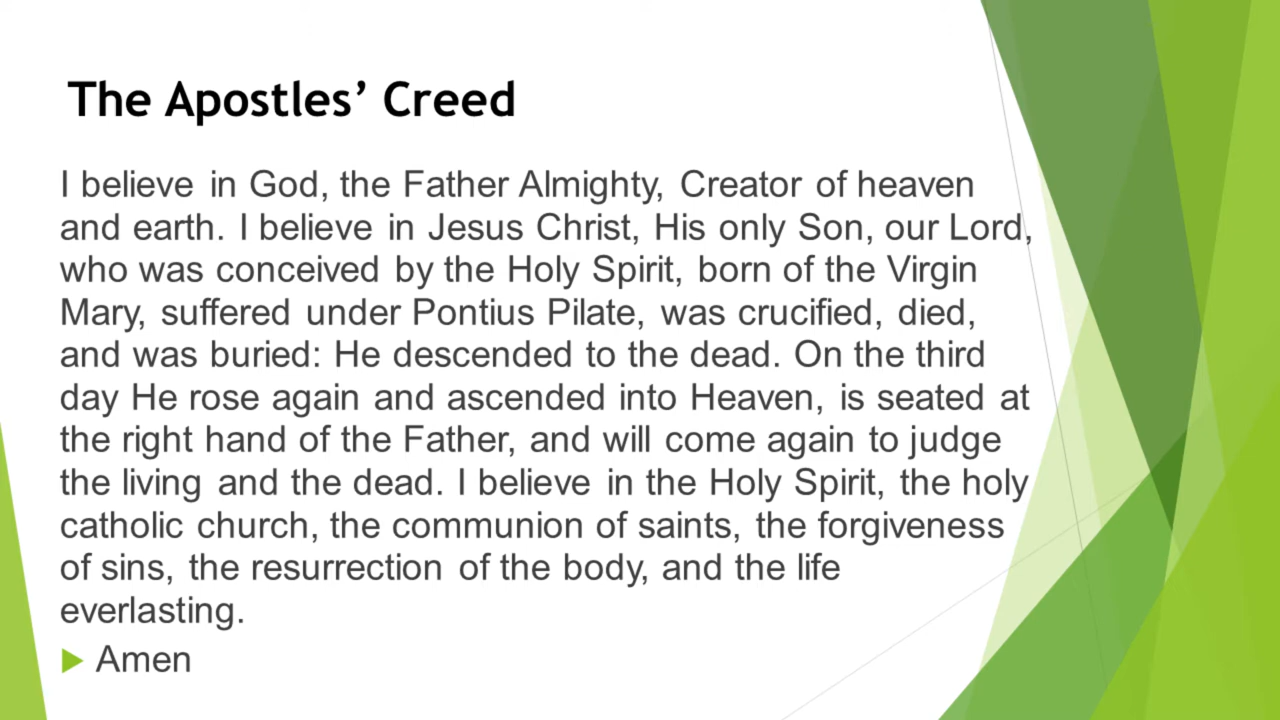 The Apostles’ Creed
I believe in God, the Father Almighty, Creator of heaven
and earth. I believe in Jesus Christ, His only Son, our Lord,
who was conceived by the Holy Spirit, born of the Virgin
Mary, suffered under Pontius Pilate, was crucified, died,
and was buried: He descended to the dead. On the third
day He rose again and ascended into Heaven, is seated at
the right hand of the Father, and will come again to judge
the living and the dead. I believe in the Holy Spirit, the holy
catholic church, the communion of saints, the forgiveness
of sins, the resurrection of the body, and the life
everlasting.
Amen